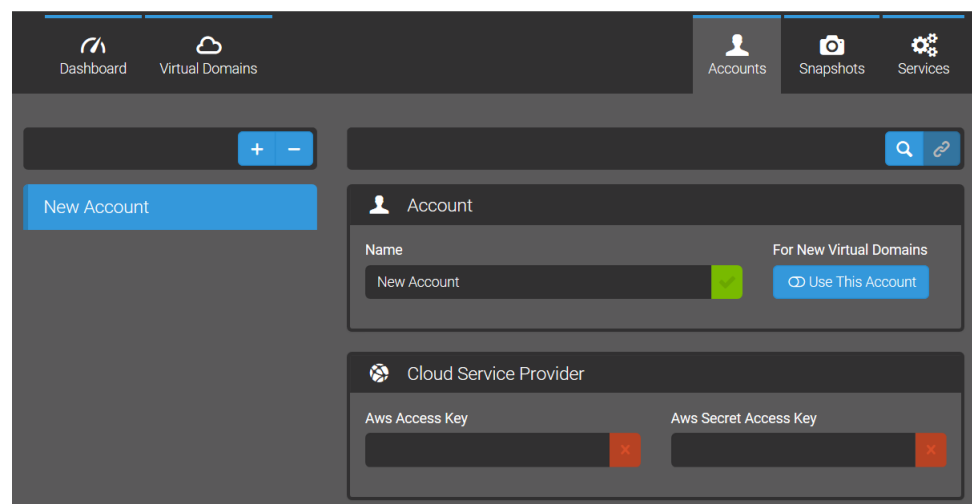 Dashboard
Virtual Domains
Accounts
Snapshots
Services
New Account
Account
Name
For New Virtual Domains
New Account
Use This Account
Cloud Service Provider
Aws Access Key
Aws Secret Access Key